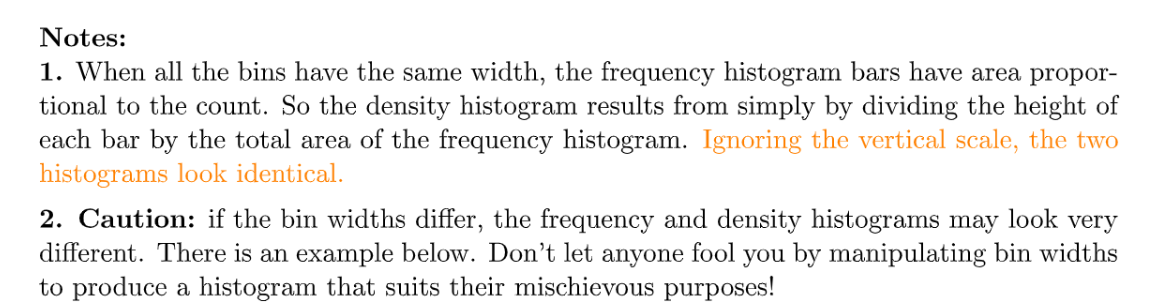 Notes:
1. When all the bins have the same width, the frequency histogram bars have area propor-
tional to the count. So the density histogram results from simply by dividing the height of
each bar by the total area of the frequency histogram. Ignoring the vertical scale, the two
histograms look identical.
2. Caution: if the bin widths differ, the frequency and density histograms may look very
different. There is an example below. Don't let anyone fool you by manipulating bin widths
to produce a histogram that suits their mischievous purposes!